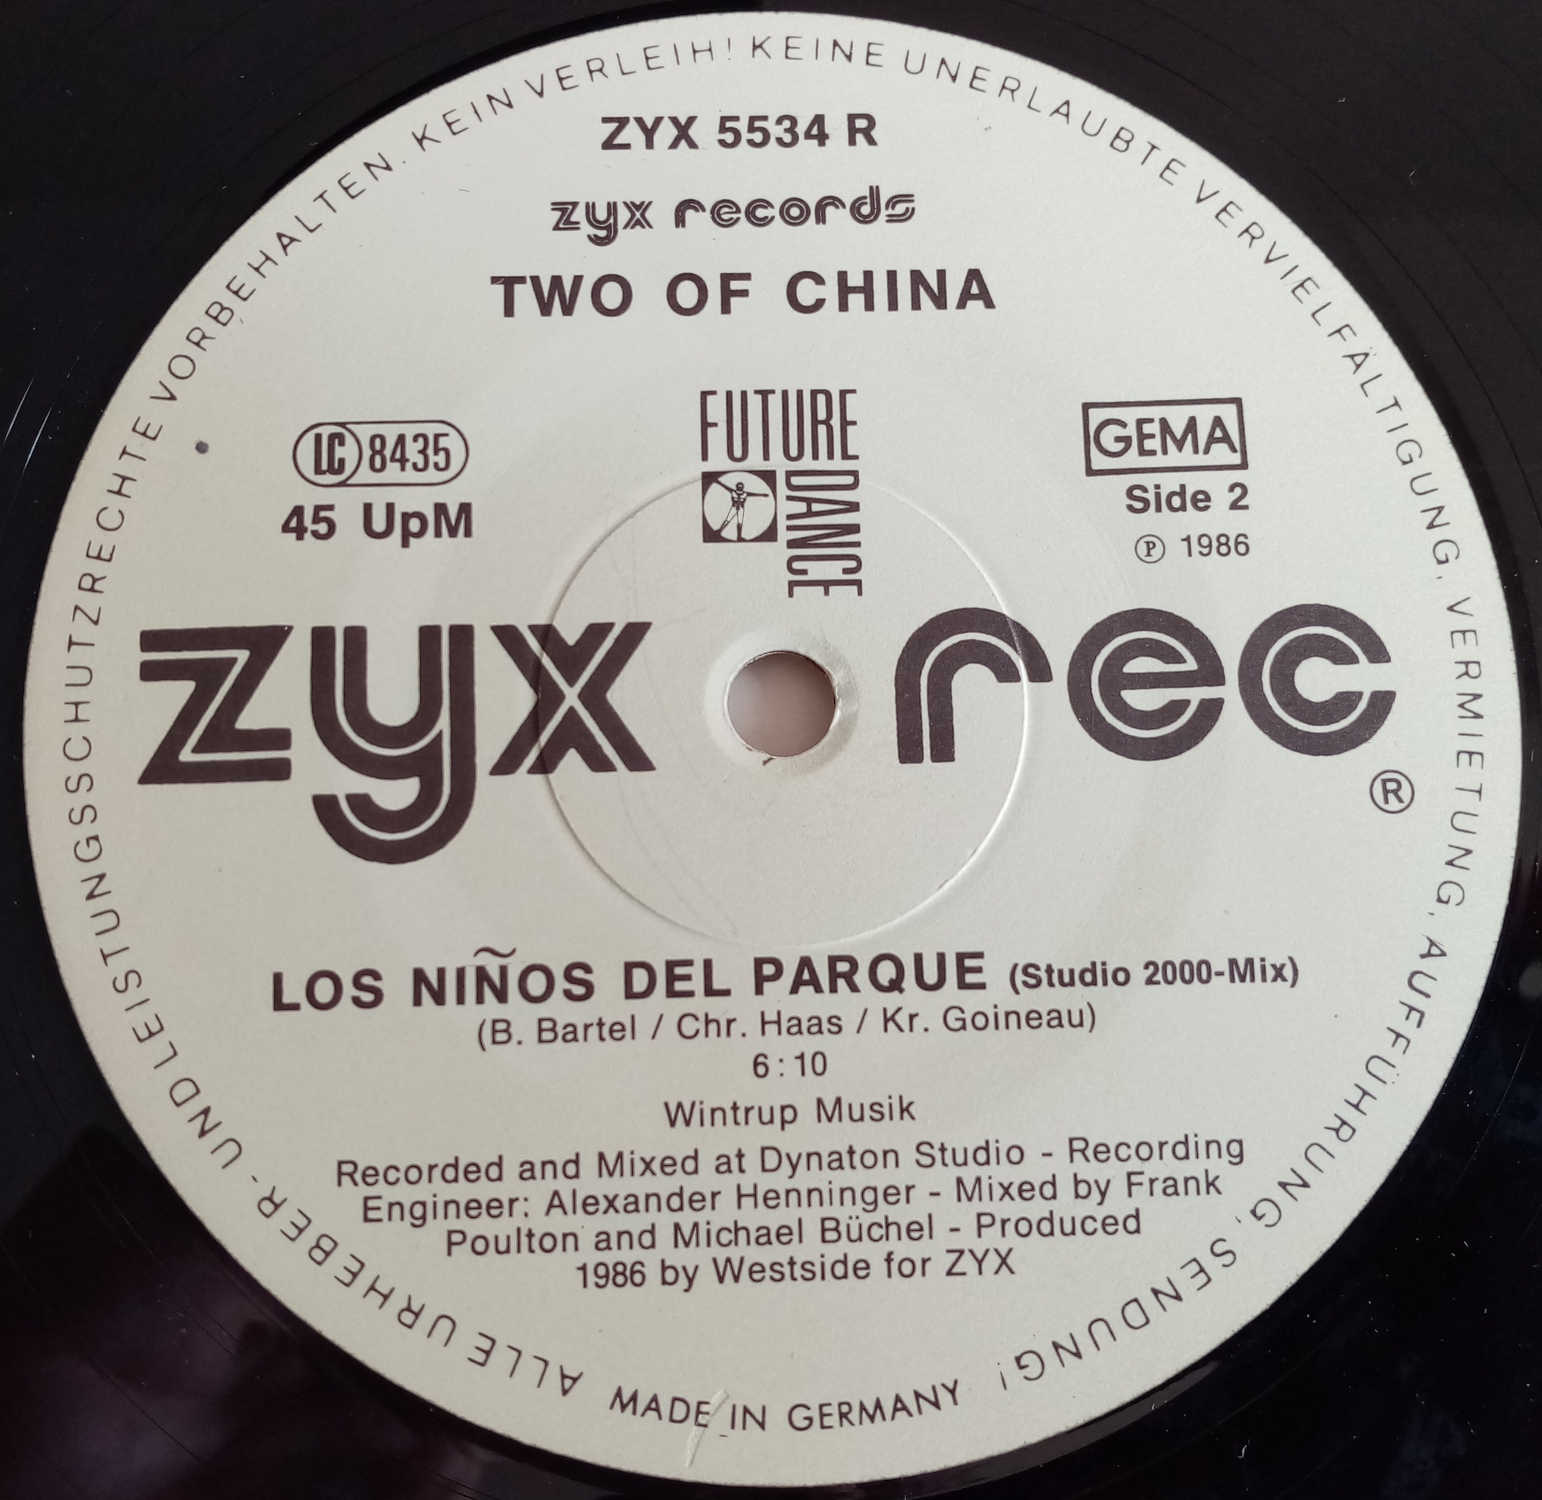 ZYX 5534 R
zyx records
TWO OF CHINA
FUTURE
DANCE
LC 8435
45 UpM
GEMA
Side 2
Ⓟ 1986
zyx rec
®
LOS NIÑOS DEL PARQUE (Studio 2000-Mix)
(B. Bartel / Chr. Haas / Kr. Goineau)
6:10
Wintrup Musik
Recorded and Mixed at Dynaton Studio - Recording
Engineer: Alexander Henninger - Mixed by Frank
Poulton and Michael Büchel - Produced
1986 by Westside for ZYX
ALLE URHEBER- UND LEISTUNGSSCHUTZRECHTE VORBEHALTEN. KEIN VERLEIH! KEINE UNERLAUBTE VERVIELFÄLTIGUNG, VERMIETUNG, AUFFÜHRUNG, SENDUNG!
MADE IN GERMANY